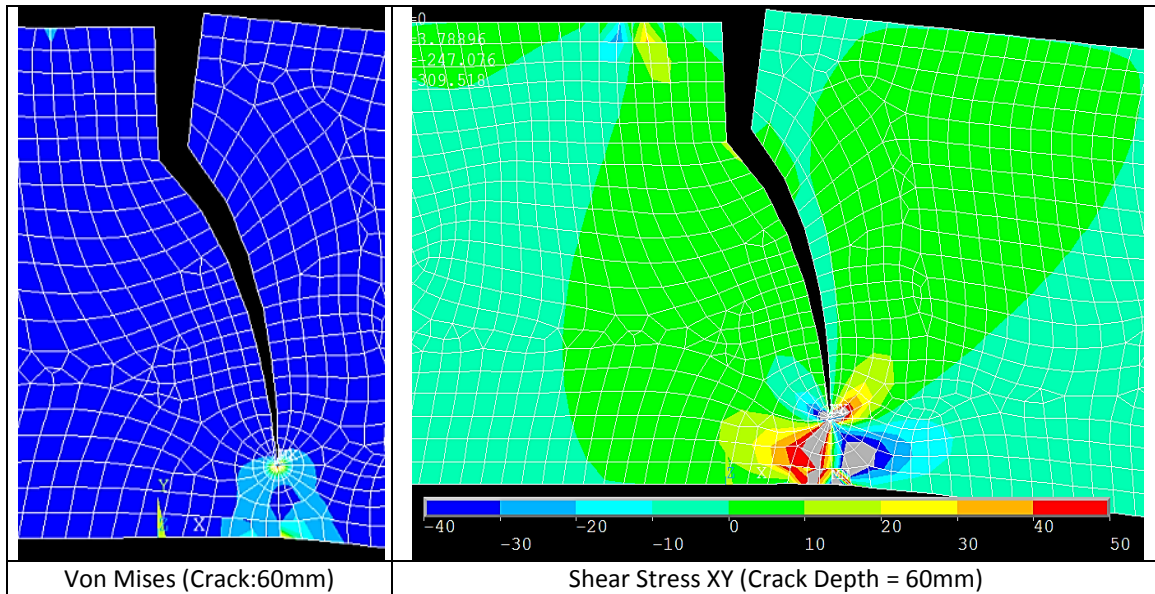 MX
Y
X
Von Mises (Crack:60mm)
=0
=3.78896
=-247.076
=309.518
X
-40 -20 0 20 40
-30 -10 10 30 50
Shear Stress XY (Crack Depth = 60mm)